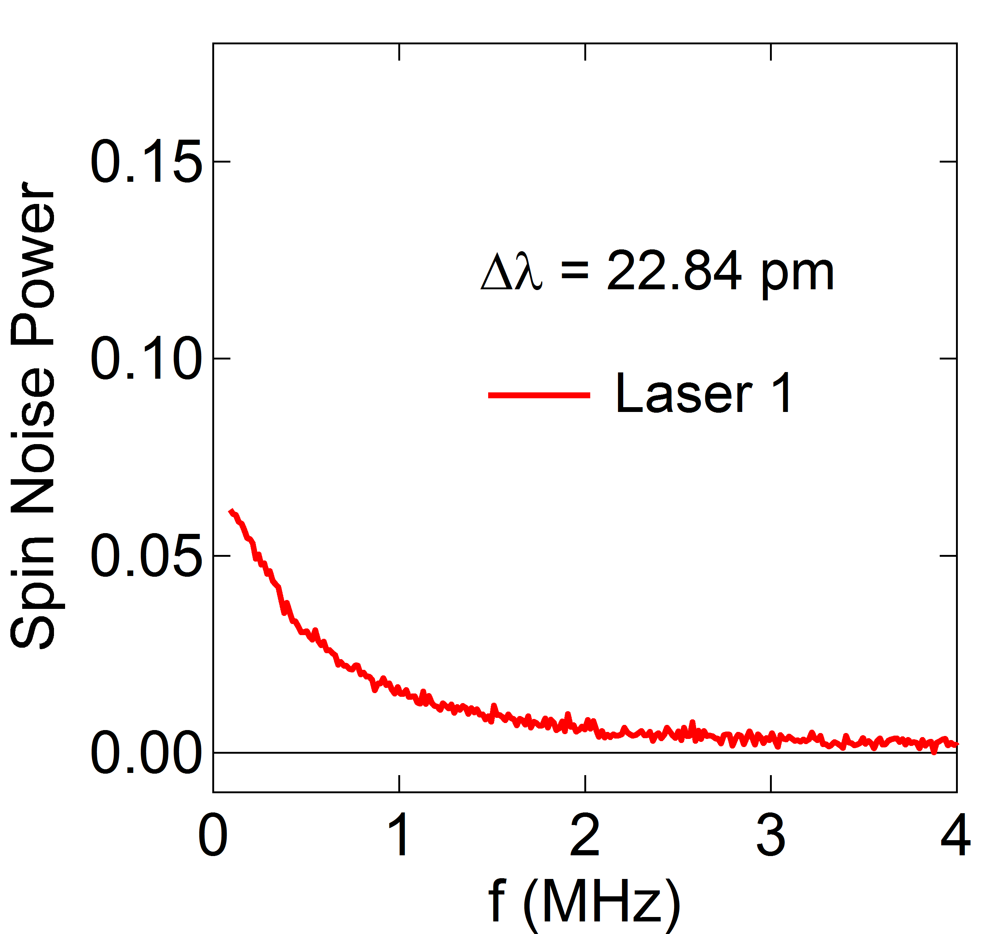 Spin Noise Power
0.15
0.10
0.05
0.00
Δλ = 22.84 pm
Laser 1
0 1 2 3 4
f (MHz)